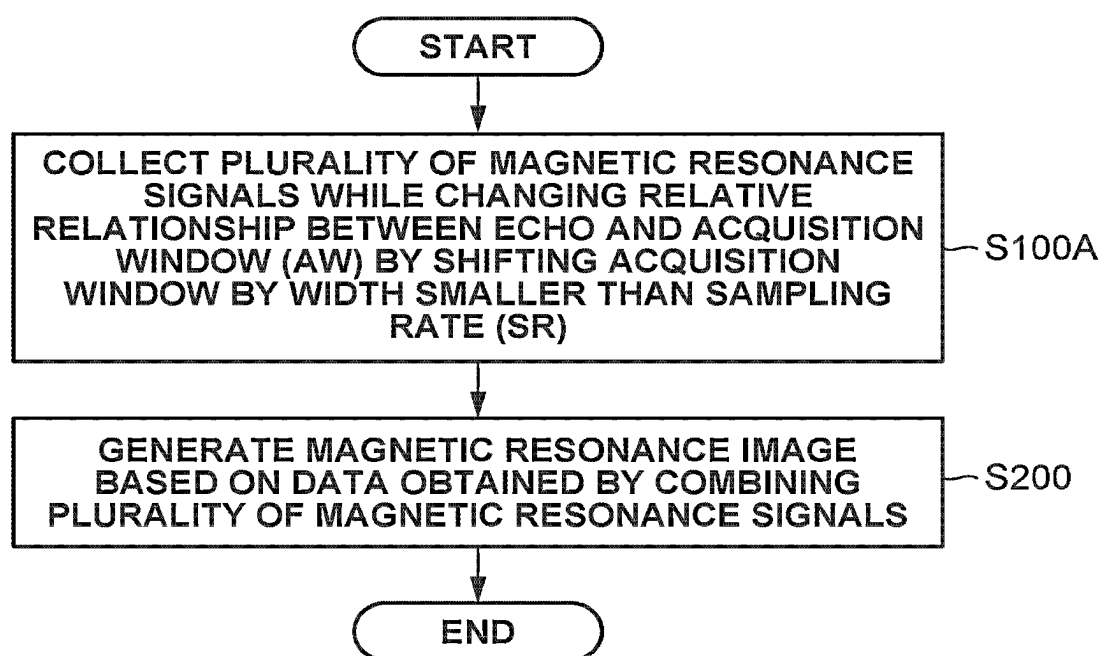 START
COLLECT PLURALITY OF MAGNETIC RESONANCE
SIGNALS WHILE CHANGING RELATIVE
RELATIONSHIP BETWEEN ECHO AND ACQUISITION
WINDOW (AW) BY SHIFTING ACQUISITION
WINDOW BY WIDTH SMALLER THAN SAMPLING
RATE (SR)
S100A
GENERATE MAGNETIC RESONANCE IMAGE
BASED ON DATA OBTAINED BY COMBINING
PLURALITY OF MAGNETIC RESONANCE SIGNALS
S200
END